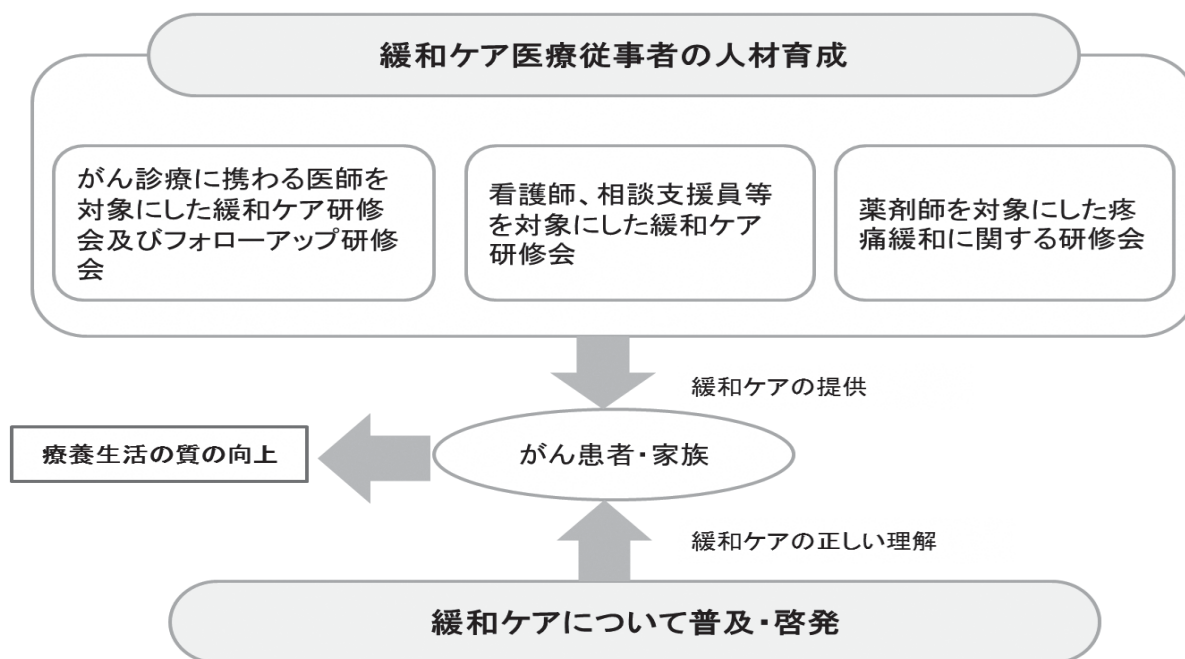 緩和ケア医療従事者の人材育成
がん診療に携わる医師を
対象にした緩和ケア研修
会及びフォローアップ研修
会
看護師、相談支援員等
を対象にした緩和ケア
研修会
薬剤師を対象にした疼
痛緩和に関する研修会
緩和ケアの提供
療養生活の質の向上
がん患者・家族
緩和ケアの正しい理解
緩和ケアについて普及・啓発